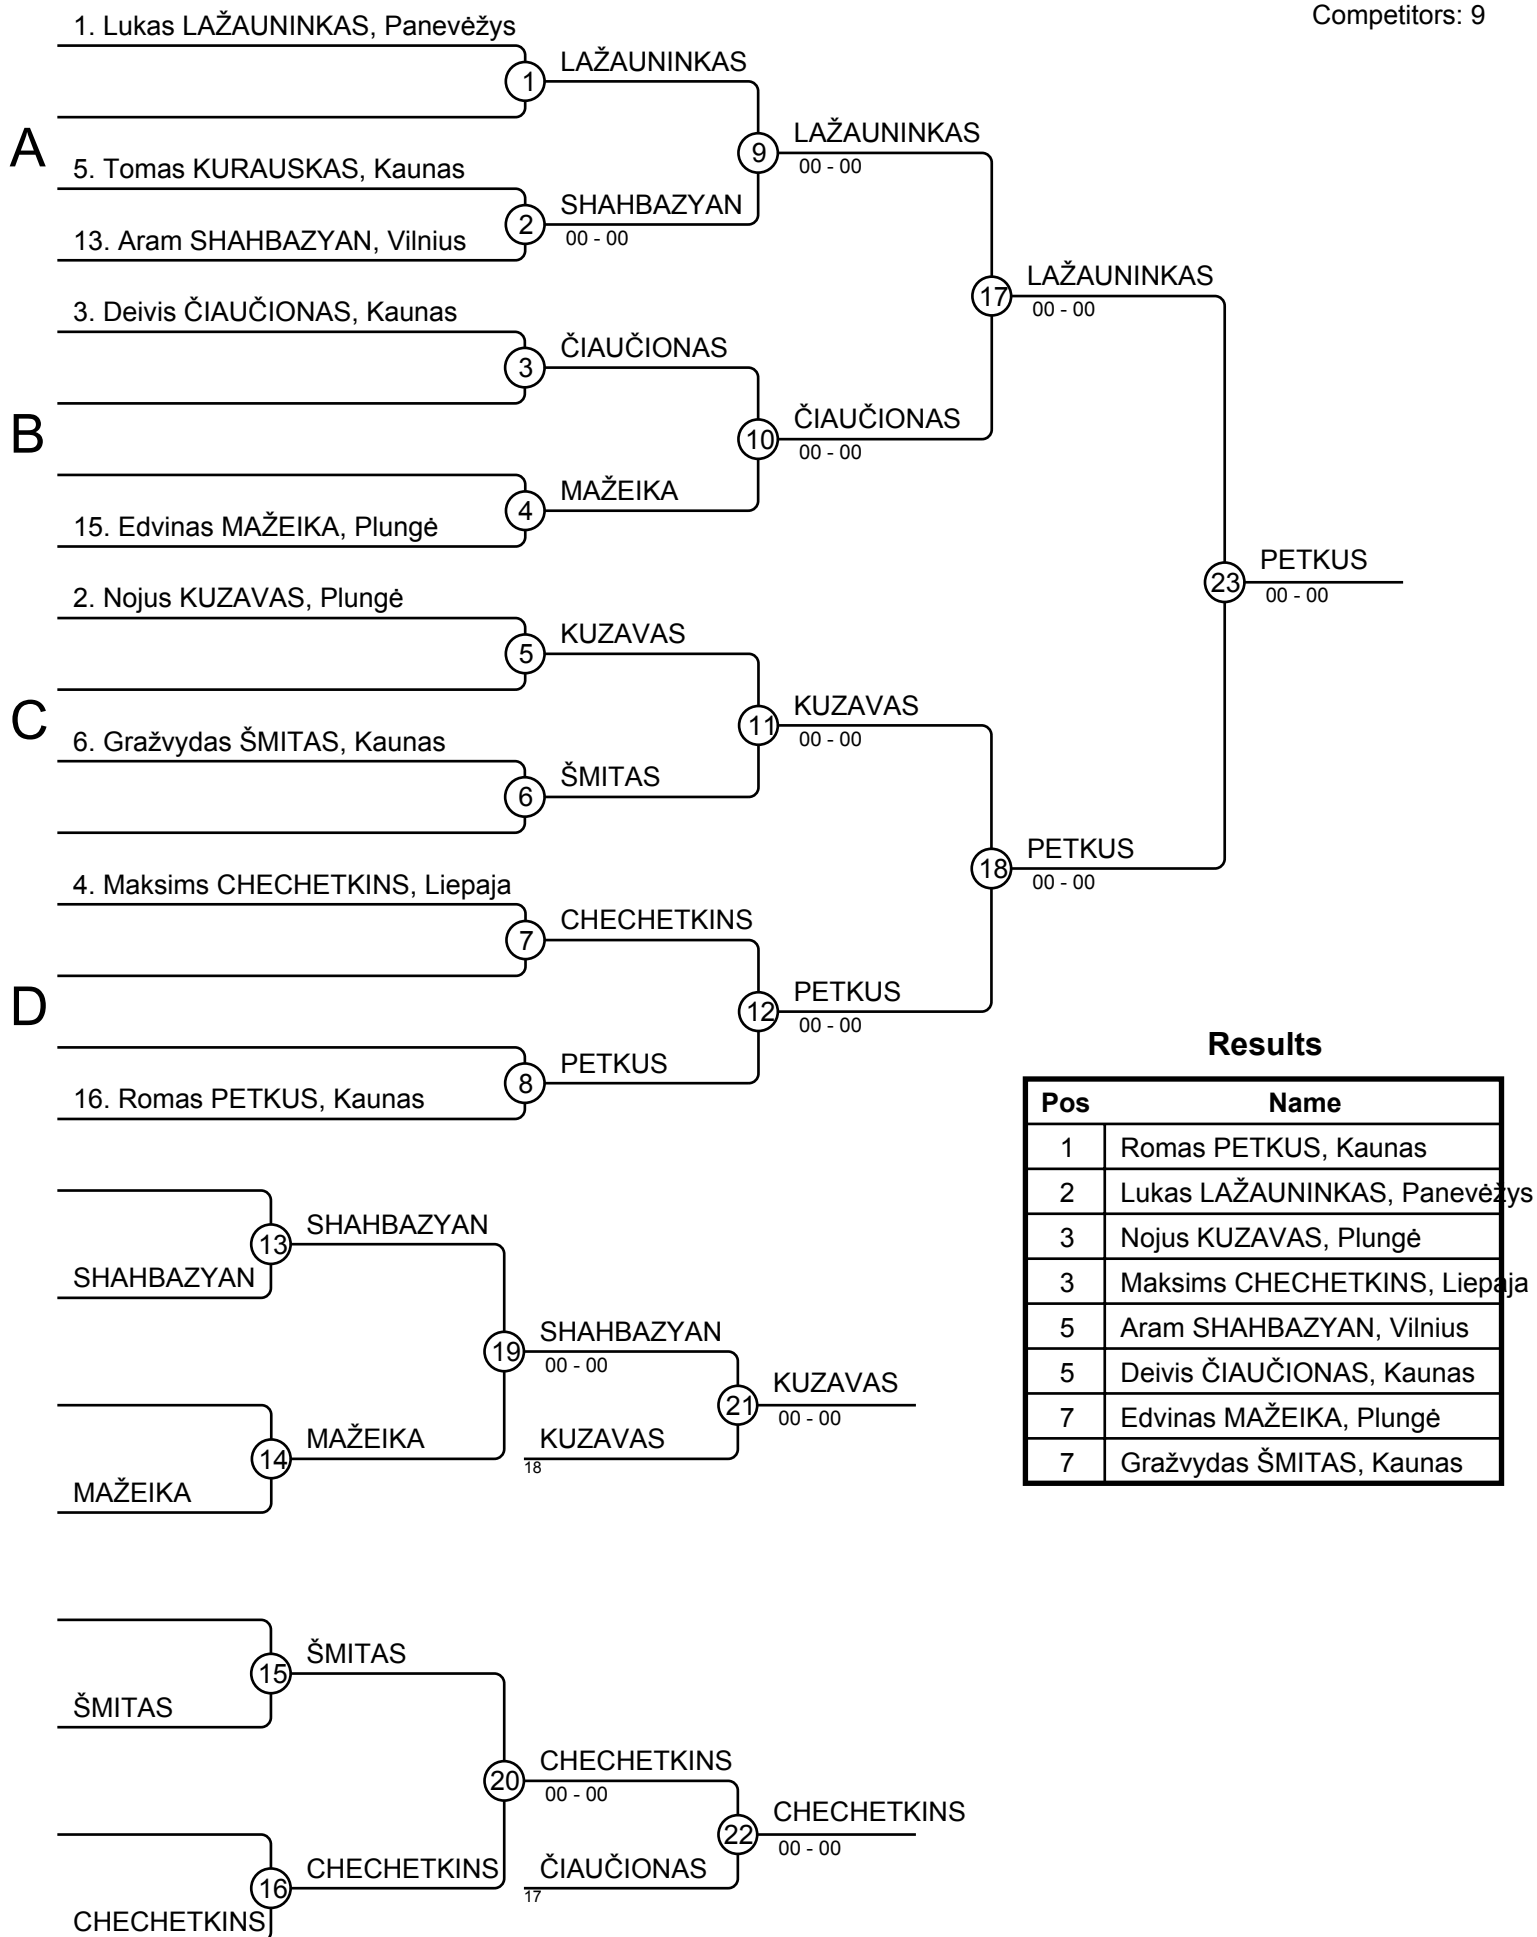 Competitors: 9
1. Lukas LAŽAUNINKAS, Panevėžys
1
LAŽAUNINKAS
A
9
LAŽAUNINKAS
00 - 00
5. Tomas KURAUSKAS, Kaunas
2
SHAHBAZYAN
00 - 00
13. Aram SHAHBAZYAN, Vilnius
17
LAŽAUNINKAS
00 - 00
3. Deivis ČIAUČIONAS, Kaunas
3
ČIAUČIONAS
B
10
ČIAUČIONAS
00 - 00
4
MAŽEIKA
15. Edvinas MAŽEIKA, Plungė
23
PETKUS
00 - 00
2. Nojus KUZAVAS, Plungė
5
KUZAVAS
C
11
KUZAVAS
00 - 00
6. Gražvydas ŠMITAS, Kaunas
6
ŠMITAS
18
PETKUS
00 - 00
4. Maksims CHECHETKINS, Liepaja
7
CHECHETKINS
D
12
PETKUS
00 - 00
8
PETKUS
16. Romas PETKUS, Kaunas
Results
Pos Name
1 Romas PETKUS, Kaunas
2 Lukas LAŽAUNINKAS, Panevėžys
3 Nojus KUZAVAS, Plungė
3 Maksims CHECHETKINS, Liepaja
5 Aram SHAHBAZYAN, Vilnius
5 Deivis ČIAUČIONAS, Kaunas
7 Edvinas MAŽEIKA, Plungė
7 Gražvydas ŠMITAS, Kaunas
13
SHAHBAZYAN
SHAHBAZYAN
19
SHAHBAZYAN
00 - 00
21
KUZAVAS
00 - 00
14
MAŽEIKA
KUZAVAS
18
MAŽEIKA
15
ŠMITAS
ŠMITAS
20
CHECHETKINS
00 - 00
22
CHECHETKINS
00 - 00
16
CHECHETKINS
ČIAUČIONAS
17
CHECHETKINS